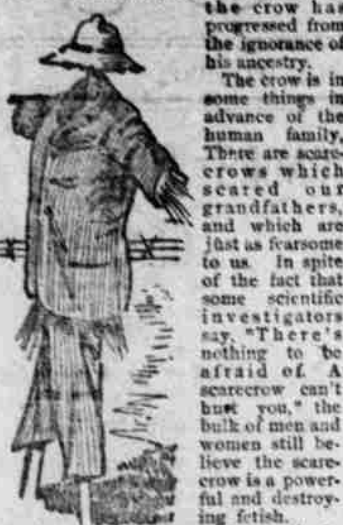 the crow has
progressed from
the ignorance of
his ancestry.
The crow is in
some things in
advance of the
human family.
There are scare-
crows which
scared our
grandfathers,
and which are
just as fearsome
to us. In spite
of the fact that
some scientific
investigators
say, "There's
nothing to be
afraid of. A
scarecrow can't
hurt you," the
bulk of men and
women still be-
lieve the scare-
crow is a power-
ful and destroy-
ing fetish.